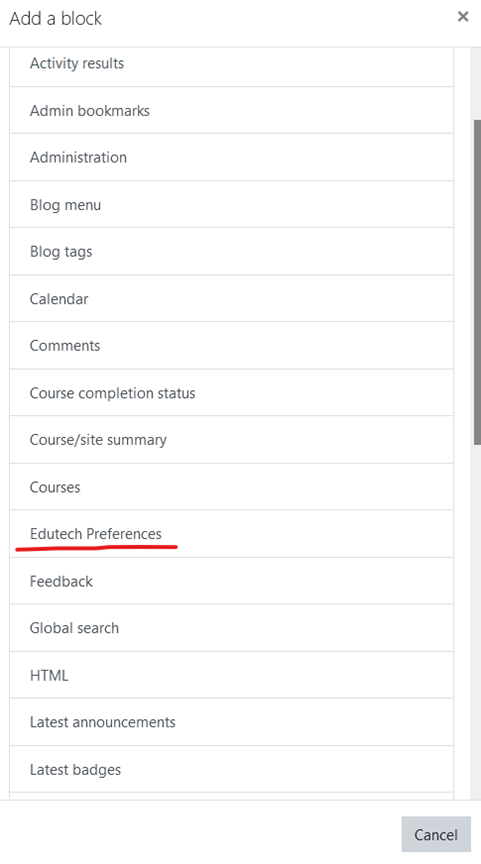 Add a block
×
Activity results
Admin bookmarks
Administration
Blog menu
Blog tags
Calendar
Comments
Course completion status
Course/site summary
Courses
Edutech Preferences
Feedback
Global search
HTML
Latest announcements
Latest badges
Cancel